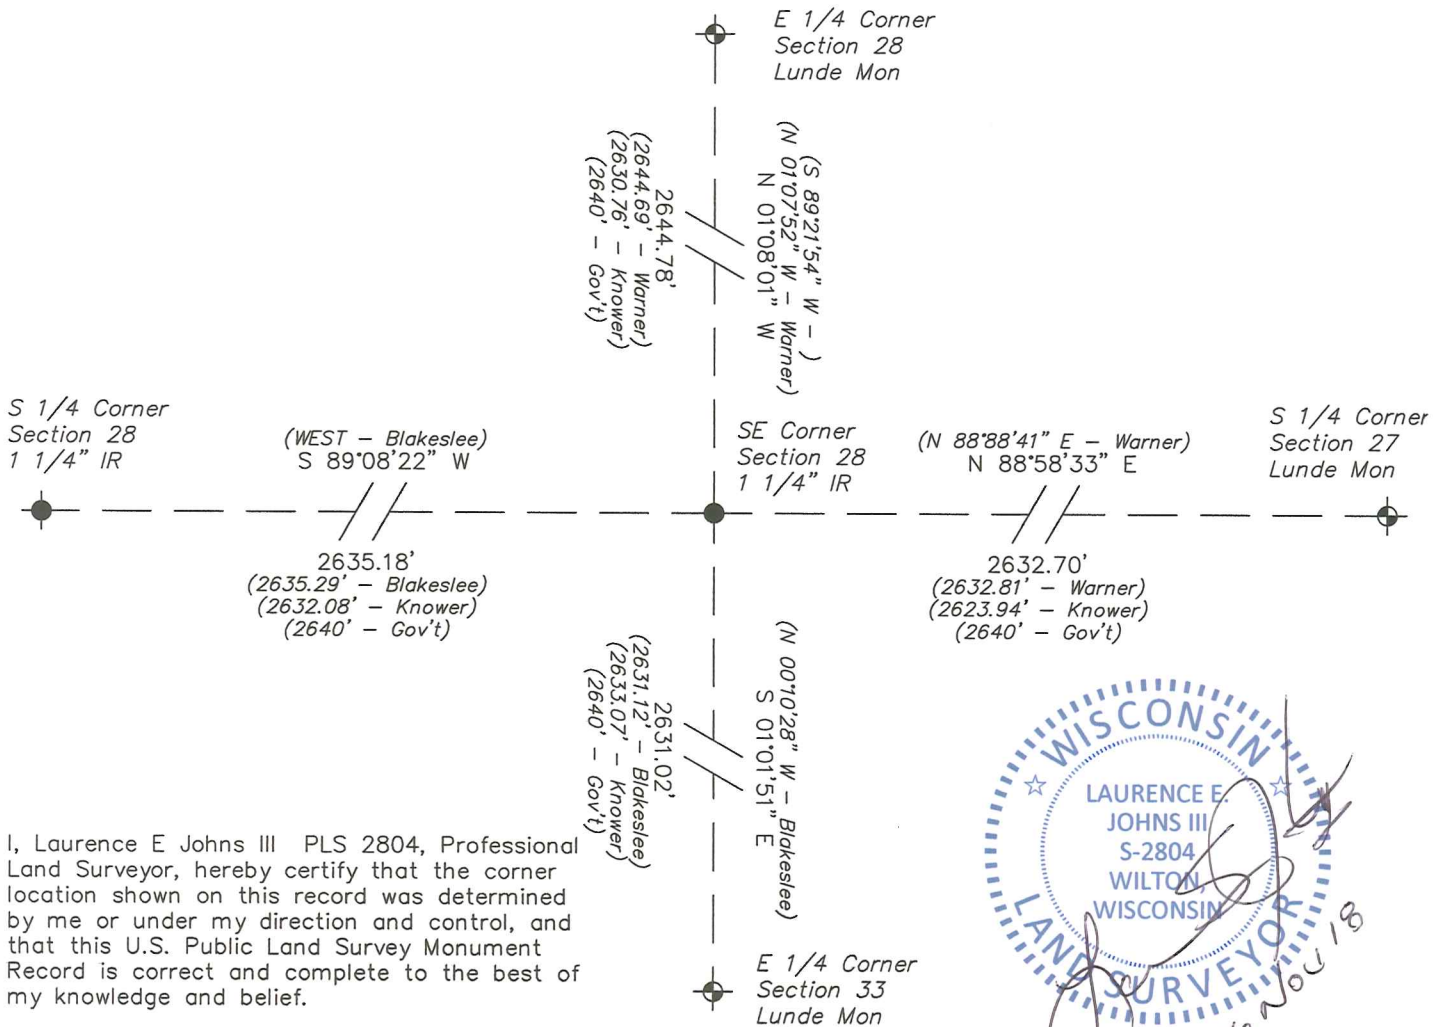 E 1/4 Corner
Section 28
Lunde Mon
(S 89°21'54" W - )
(N 01°07'52" W - Warner)
N 01°08'01" W
2644.78'
(2644.69' - Warner)
(2630.76' - Knower)
(2640' - Gov't)
S 1/4 Corner
Section 28
1 1/4" IR
(WEST - Blakeslee)
S 89°08'22" W
SE Corner
Section 28
1 1/4" IR
(N 88°88'41" E - Warner)
N 88°58'33" E
S 1/4 Corner
Section 27
Lunde Mon
2635.18'
(2635.29' - Blakeslee)
(2632.08' - Knower)
(2640' - Gov't)
2632.70'
(2632.81' - Warner)
(2623.94' - Knower)
(2640' - Gov't)
(N 00°10'28" W - Blakeslee)
S 01°01'51" E
2631.02'
(2631.12' - Blakeslee)
(2633.07' - Knower)
(2640' - Gov't)
I, Laurence E Johns III PLS 2804, Professional
Land Surveyor, hereby certify that the corner
location shown on this record was determined
by me or under my direction and control, and
that this U.S. Public Land Survey Monument
Record is correct and complete to the best of
my knowledge and belief.
E 1/4 Corner
Section 33
Lunde Mon
WISCONSIN
LAURENCE E.
JOHNS III
S-2804
WILTON,
WISCONSIN
LAND SURVEYOR
NOV 18